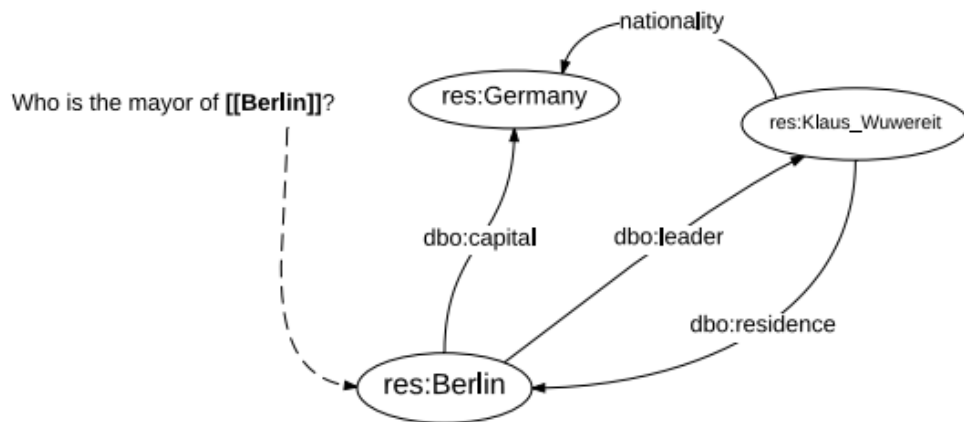 nationality
res:Germany
Who is the mayor of [[Berlin]]?
res:Klaus_Wuwereit
dbo:capital
dbo:leader
dbo:residence
res:Berlin